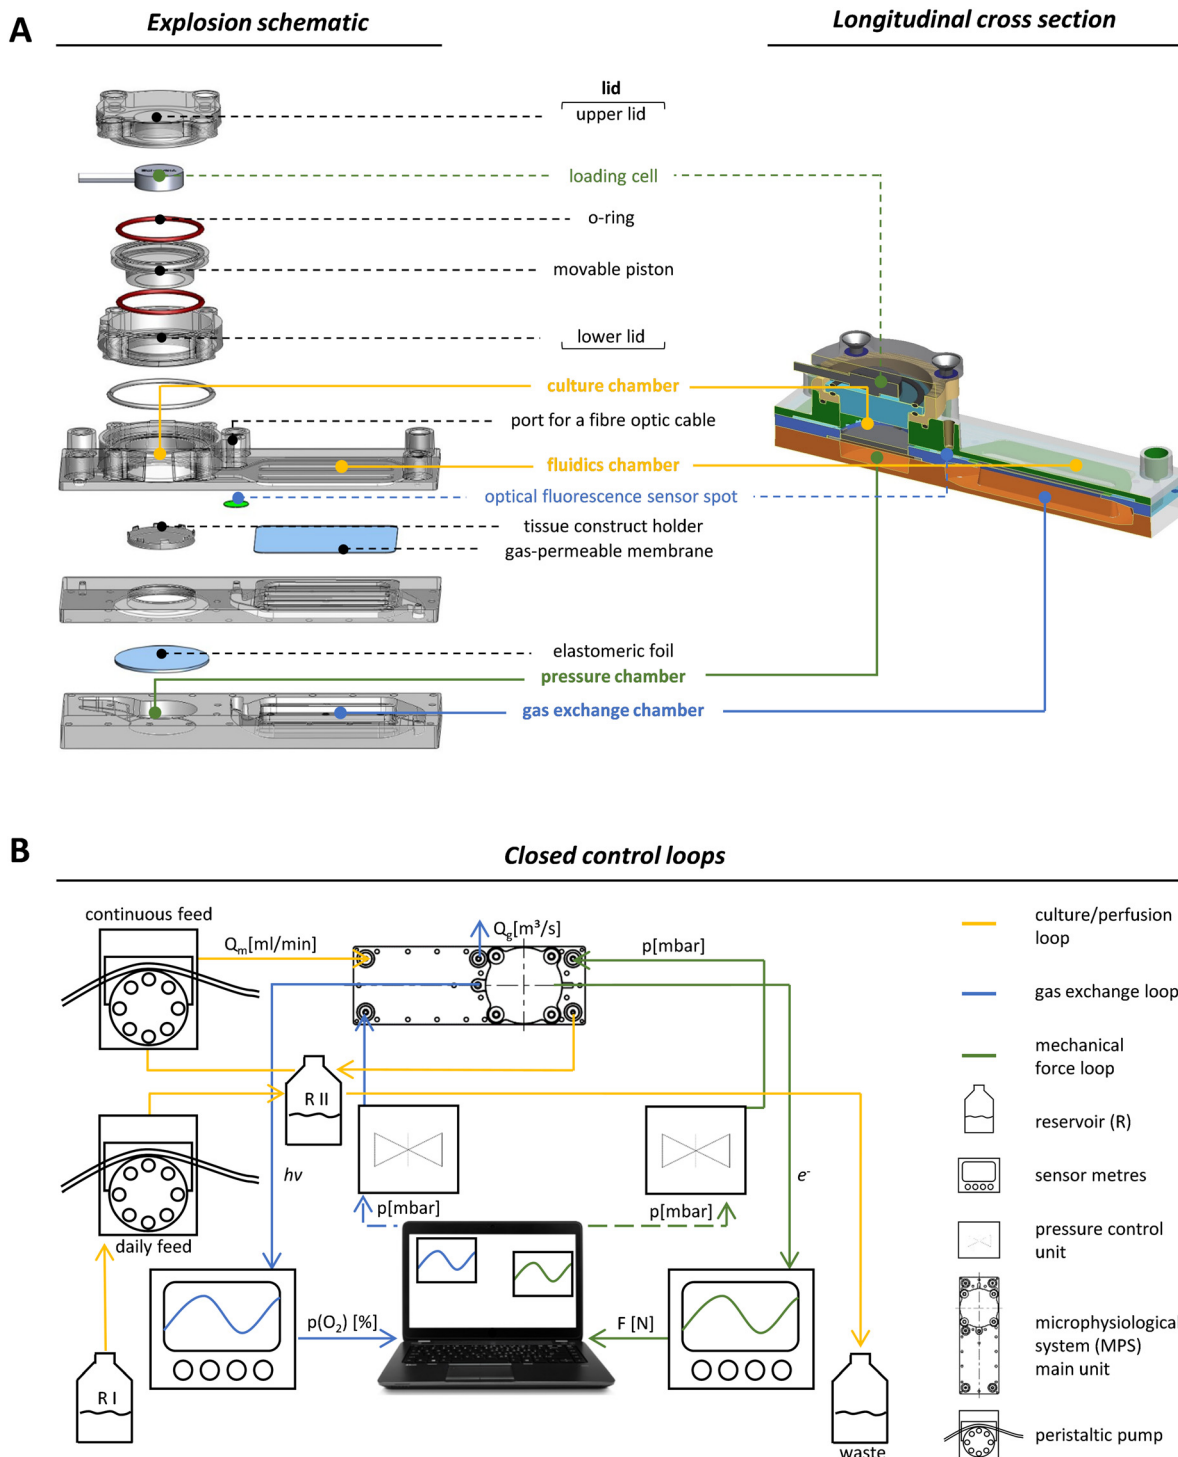 A
Explosion schematic
Longitudinal cross section
lid
upper lid
loading cell
o-ring
movable piston
lower lid
culture chamber
port for a fibre optic cable
fluidics chamber
optical fluorescence sensor spot
tissue construct holder
gas-permeable membrane
elastomeric foil
pressure chamber
gas exchange chamber
B
Closed control loops
continuous feed
Qm[ml/min]
Qg[m³/s]
p[mbar]
culture/perfusion
loop
gas exchange loop
mechanical
force loop
R II
reservoir (R)
hν
e-
sensor metres
p[mbar]
p[mbar]
daily feed
pressure control
unit
p(O2) [%]
F [N]
microphysiological
system (MPS)
main unit
R I
peristaltic pump
waste